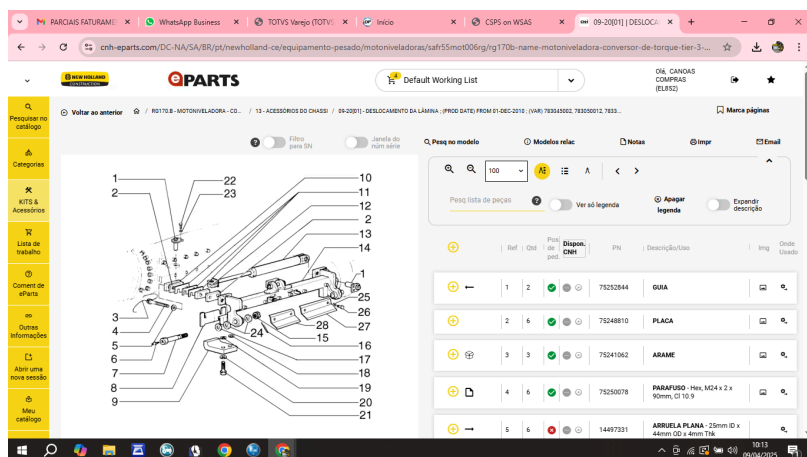 PARCIAIS FATURAME
WhatsApp Business
TOTVS Varejo (TOTVS
Início
CSPS on WSAS
09-20[01] | DESLOCA
cnh-eparts.com/DC-NA/SA/BR/pt/newholland-ce/equipamento-pesado/motoniveladoras/safr55mot006rg/rg170b-name-motoniveladora-conversor-de-torque-tier-3-...
NEW HOLLAND
CONSTRUCTION
PARTS
Default Working List
Olá, CANOAS
COMPRAS
(EL852)
Voltar ao anterior / RG170.B - MOTONIVELADORA - CO... / 13 - ACESSÓRIOS DO CHASSI / 09-20[01] - DESLOCAMENTO DA LÂMINA ; (PROD DATE) FROM 01-DEC-2010 ; (VAR) 783045002, 783050012, 7833...
Marca páginas
Pesquisar no
catálogo
Categorias
KITS &
Acessórios
Lista de
trabalho
Coment de
eParts
Outras
Informações
Abrir uma
nova sessão
Meu
catálogo
Filtro
para SN
Janela do
núm série
Pesq no modelo
Modelos relac
Notas
Impr
Email
100
Pesq lista de peças
Ver só legenda
Apagar
legenda
Expandir
descrição
Ref
Qtd
Pos
de
ped.
Dispon.
CNH
PN
Descrição/Uso
Img
Onde
Usado
1 2 75252844 GUIA
2 6 75248810 PLACA
3 3 75241062 ARAME
4 6 75250078 PARAFUSO - Hex, M24 x 2 x
90mm, Cl 10.9
5 6 14497331 ARRUELA PLANA - 25mm ID x
44mm OD x 4mm Thk
1
2
22
23
10
11
12
2
13
14
1
25
26
27
28
24
15
3
4
5
6
7
8
9
16
17
18
19
20
21
10:13
09/04/2025